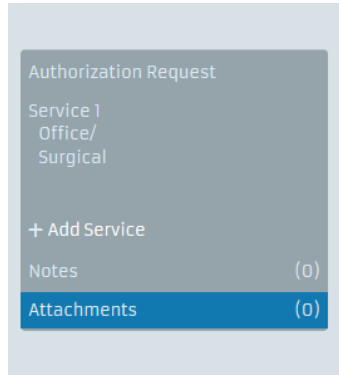 Authorization Request
Service 1
Office/
Surgical
+ Add Service
Notes (0)
Attachments (0)